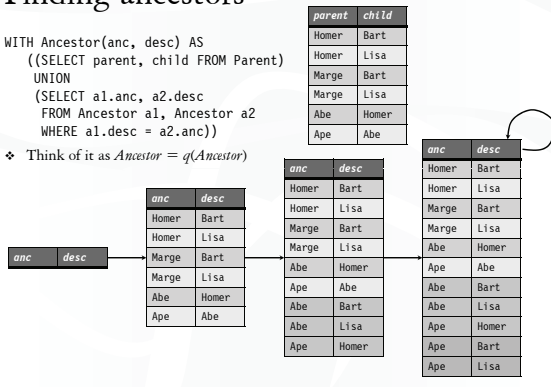 Finding ancestors
WITH Ancestor(anc, desc) AS
((SELECT parent, child FROM Parent)
UNION
(SELECT a1.anc, a2.desc
FROM Ancestor a1, Ancestor a2
WHERE a1.desc = a2.anc))
❖ Think of it as Ancestor = q(Ancestor)
parent child
Homer Bart
Homer Lisa
Marge Bart
Marge Lisa
Abe Homer
Ape Abe
anc desc
anc desc
Homer Bart
Homer Lisa
Marge Bart
Marge Lisa
Abe Homer
Ape Abe
anc desc
Homer Bart
Homer Lisa
Marge Bart
Marge Lisa
Abe Homer
Ape Abe
Abe Bart
Abe Lisa
Ape Homer
anc desc
Homer Bart
Homer Lisa
Marge Bart
Marge Lisa
Abe Homer
Ape Abe
Abe Bart
Abe Lisa
Ape Homer
Ape Bart
Ape Lisa